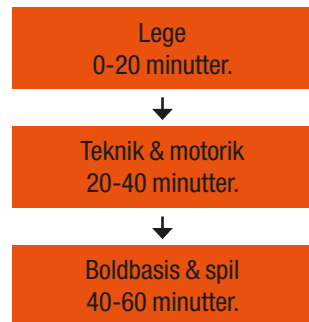 Lege
0-20 minutter.
Teknik & motorik
20-40 minutter.
Boldbasis & spil
40-60 minutter.